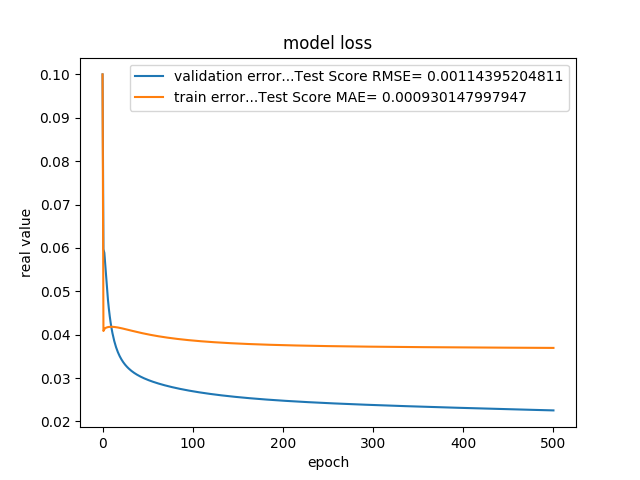 model loss
validation error...Test Score RMSE= 0.00114395204811
train error...Test Score MAE= 0.000930147997947
0.10
0.09
0.08
0.07
0.06
0.05
0.04
0.03
0.02
real value
0 100 200 300 400 500
epoch